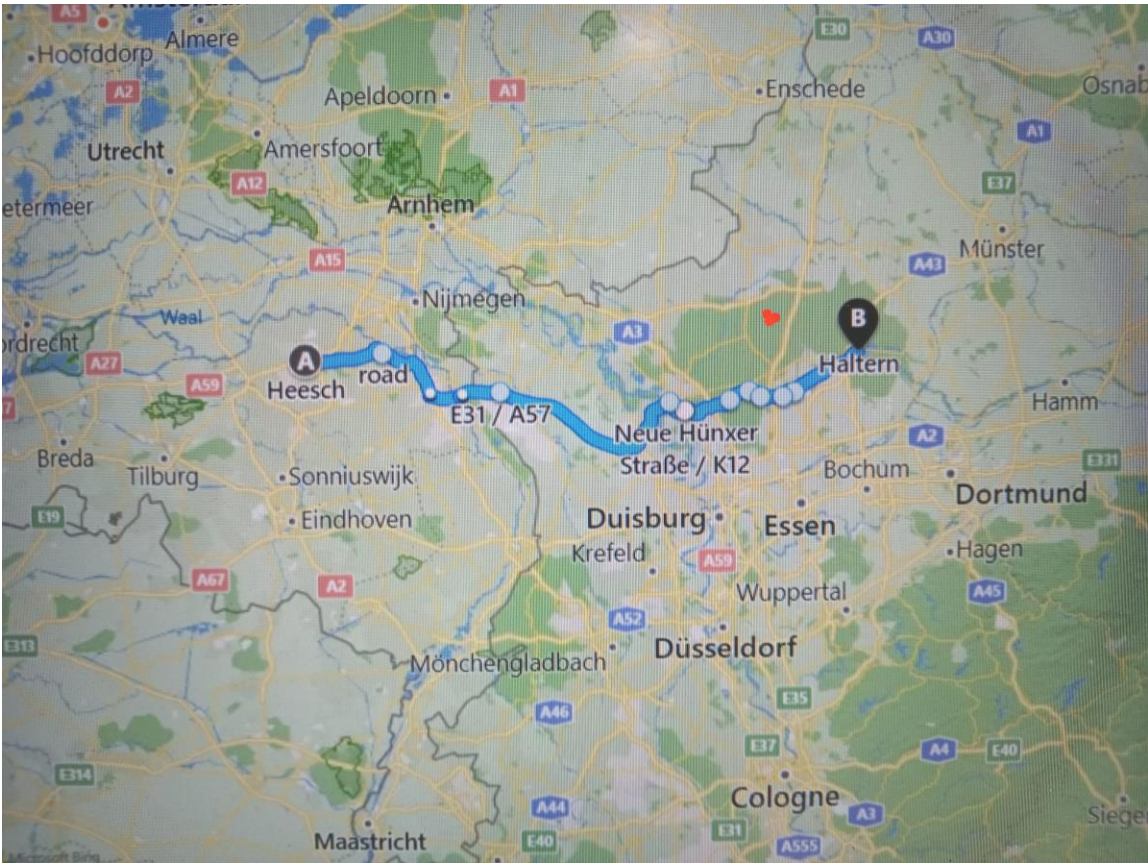 A5
Hoofddorp
Almere
E30
A30
A2
Apeldoorn
A1
Enschede
Osnab
Utrecht
Amersfoort
A1
A12
E37
etermeer
Arnhem
Münster
A15
A43
Nijmegen
Waal
A3
B
ordrecht
A27
A
road
Haltern
A59
Heesch
E31 / A57
Hamm
7
Neue Hünxer
Straße / K12
A2
Breda
Tilburg
Sonniuswijk
Bochum
E331
Dortmund
E19
Eindhoven
Duisburg
Essen
Krefeld
A59
Hagen
A67
A2
Wuppertal
A45
A52
E313
Mönchengladbach
Düsseldorf
E35
A46
E37
A4
E40
E314
Cologne
A44
A3
Siege
Maastricht
E40
E31
A555
Microsoft Bing